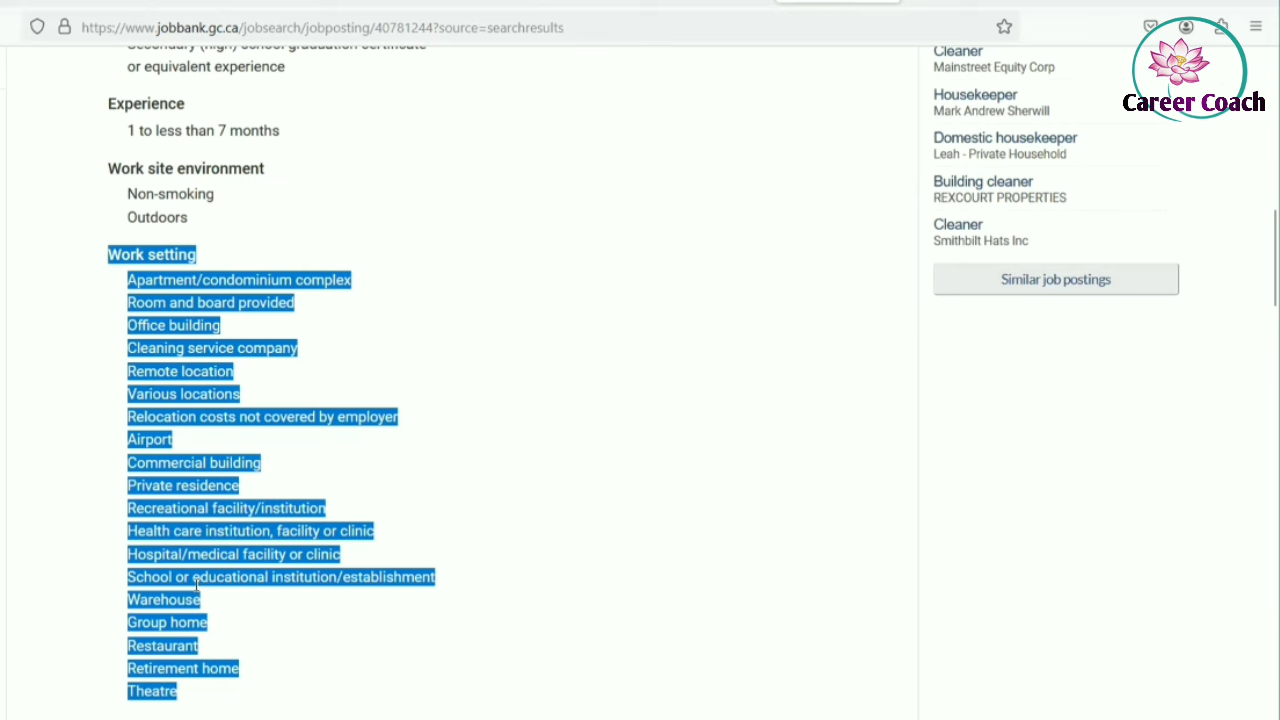 https://www.jobbank.gc.ca/jobsearch/jobposting/40781244?source=searchresults
Career Coach
Secondary (high) school graduation certificate
or equivalent experience
Experience
1 to less than 7 months
Work site environment
Non-smoking
Outdoors
Work setting
Apartment/condominium complex
Room and board provided
Office building
Cleaning service company
Remote location
Various locations
Relocation costs not covered by employer
Airport
Commercial building
Private residence
Recreational facility/institution
Health care institution, facility or clinic
Hospital/medical facility or clinic
School or educational institution/establishment
Warehouse
Group home
Restaurant
Retirement home
Theatre
Cleaner
Mainstreet Equity Corp
Housekeeper
Mark Andrew Sherwill
Domestic housekeeper
Leah - Private Household
Building cleaner
REXCOURT PROPERTIES
Cleaner
Smithbilt Hats Inc
Similar job postings